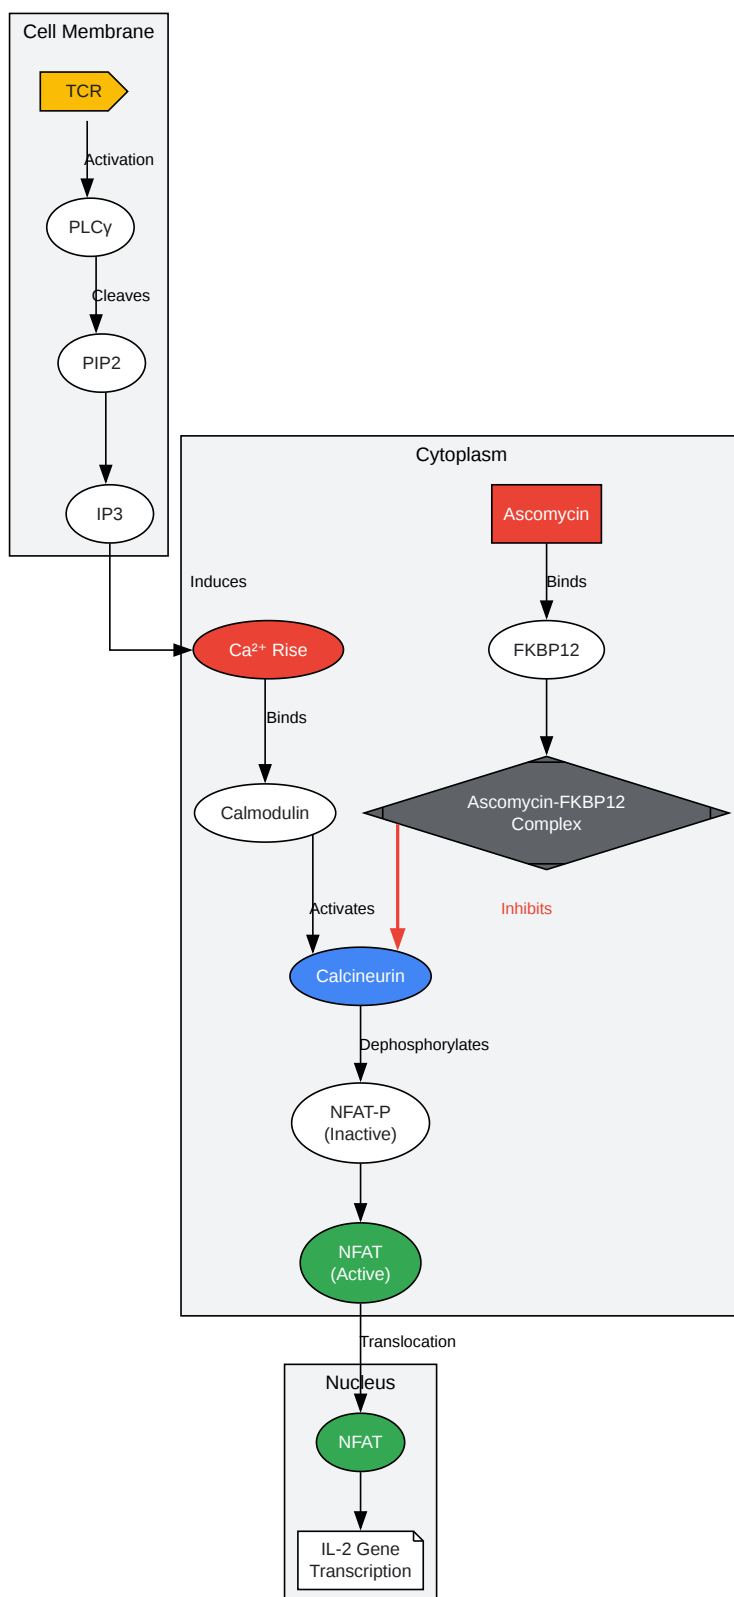 Cell Membrane
TCR
Activation
PLCγ
Cleaves
PIP2
IP3
Cytoplasm
Ascomycin
Induces
Binds
Ca²⁺ Rise
FKBP12
Binds
Calmodulin
Ascomycin-FKBP12
Complex
Activates
Inhibits
Calcineurin
Dephosphorylates
NFAT-P
(Inactive)
NFAT
(Active)
Translocation
Nucleus
NFAT
IL-2 Gene
Transcription